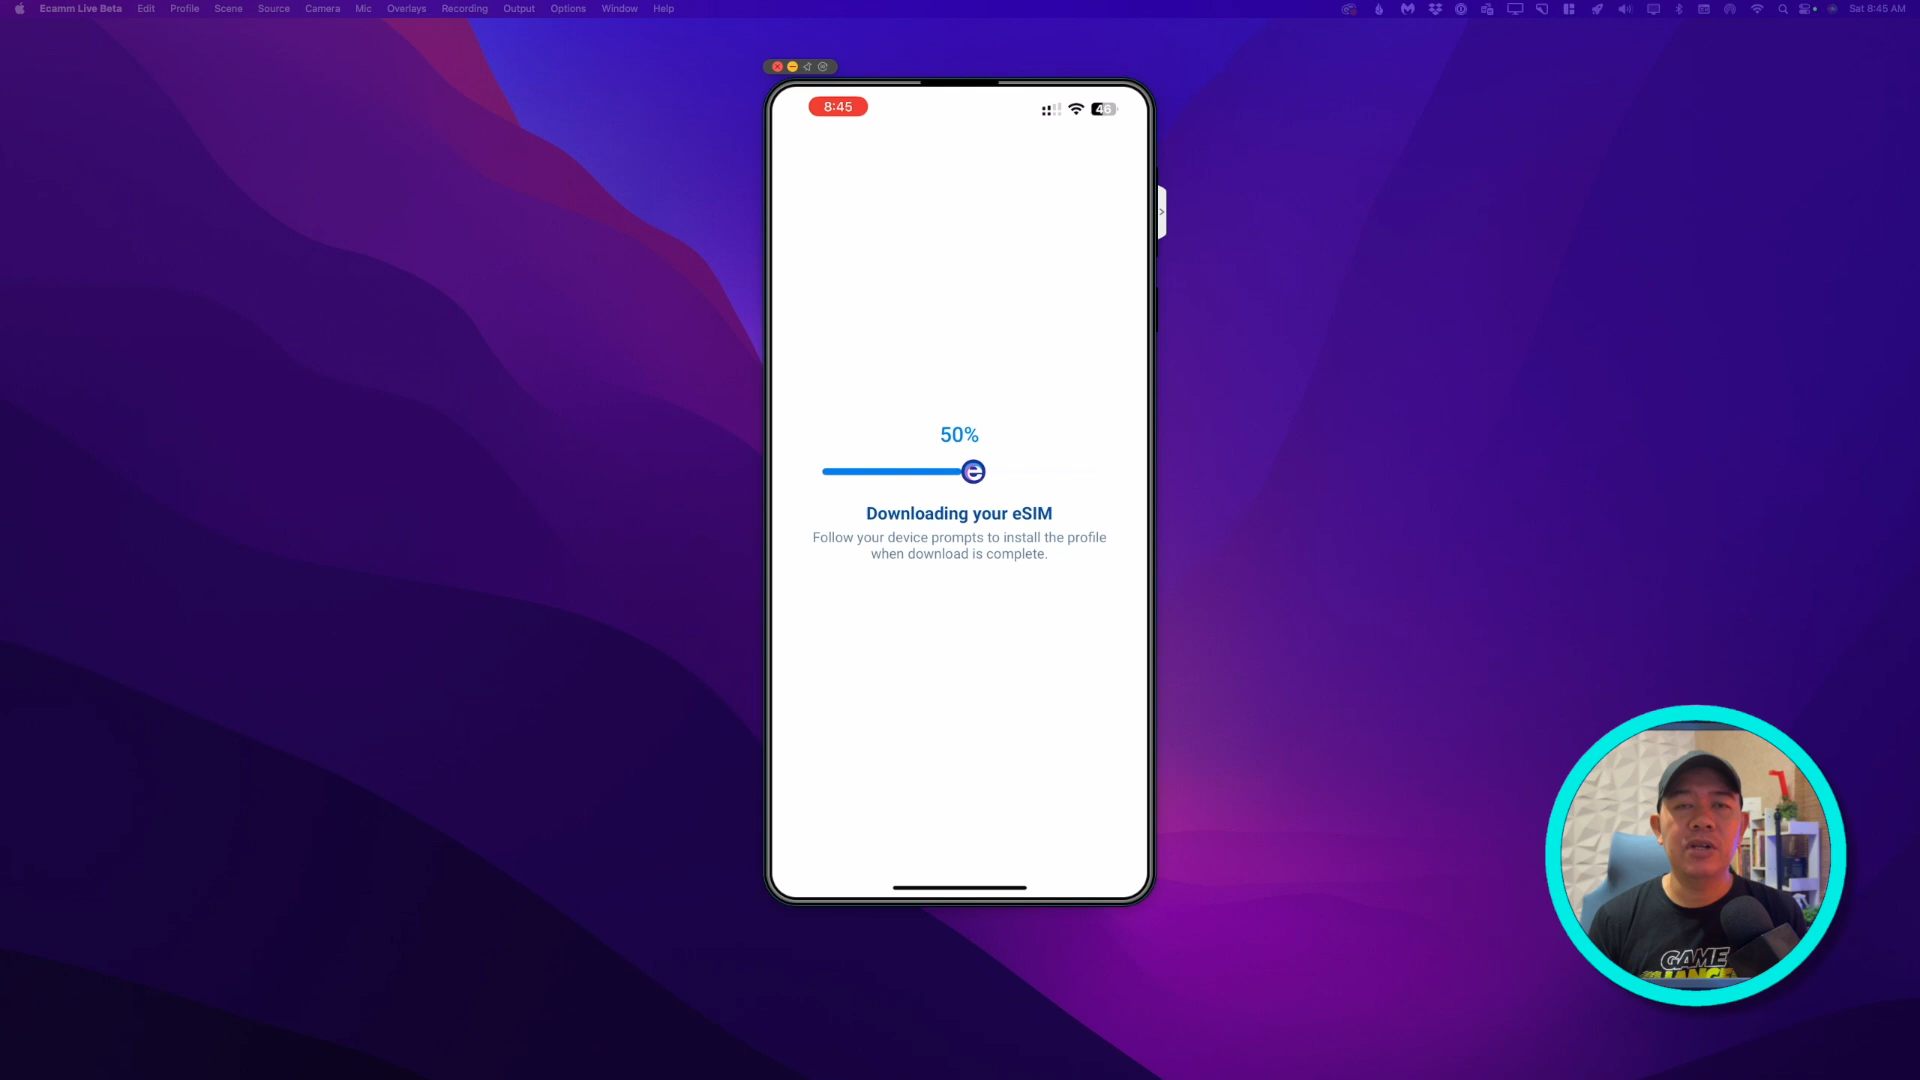 Ecamm Live Beta Edit Profile Scene Source Camera Mic Overlays Recording Output Options Window Help Sat 8:45 AM
8:45 46
50%
e
Downloading your eSIM
Follow your device prompts to install the profile
when download is complete.
GAME